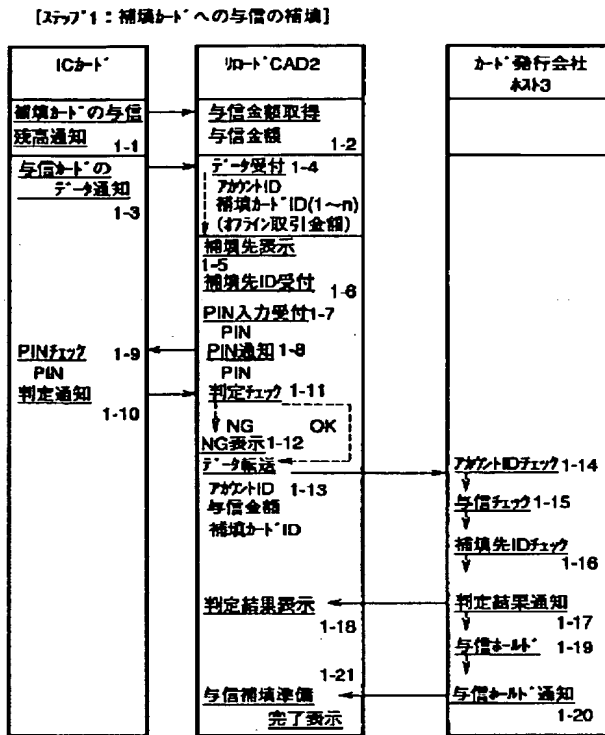 [ステップ1：補填カードへの与信の補填]
ICカード
リロードCAD2
カード発行会社
ホスト3
補填カードの与信
残高通知 1-1
与信金額取得
与信金額 1-2
与信カードの
データ通知
1-3
データ受付 1-4
アカウントID
補填カードID(1～n)
(オフライン取引金額)
補填先表示
1-5
補填先ID受付 1-6
PIN入力受付 1-7
PIN
PINチェック 1-9
PIN
PIN通知 1-8
PIN
判定通知
1-10
判定チェック 1-11
NG OK
NG表示 1-12
データ転送
アカウントID 1-13
与信金額
補填カードID
アカウントIDチェック 1-14
与信チェック 1-15
補填先IDチェック
1-16
判定結果表示
1-18
判定結果通知
1-17
与信ホールド 1-19
1-21
与信補填準備
完了表示
与信ホールド通知
1-20